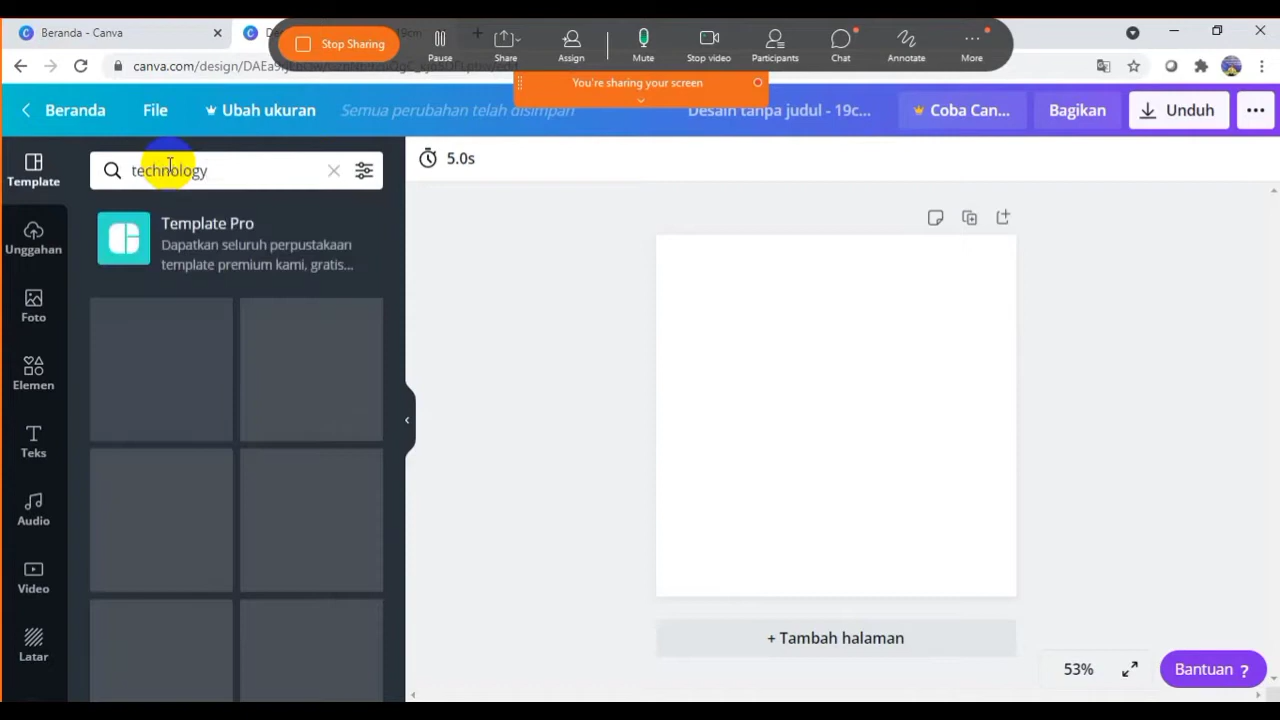 Beranda - Canva
Stop Sharing
Pause
Share
Assign
Mute
Stop video
Participants
Chat
Annotate
More
You're sharing your screen
Beranda
File
Ubah ukuran
Semua perubahan telah disimpan
Desain tanpa judul - 19c...
Coba Can...
Bagikan
Unduh
Template
technology
5.0s
Template Pro
Dapatkan seluruh perpustakaan
template premium kami, gratis...
Unggahan
Foto
Elemen
Teks
Audio
Video
Latar
+ Tambah halaman
53%
Bantuan ?